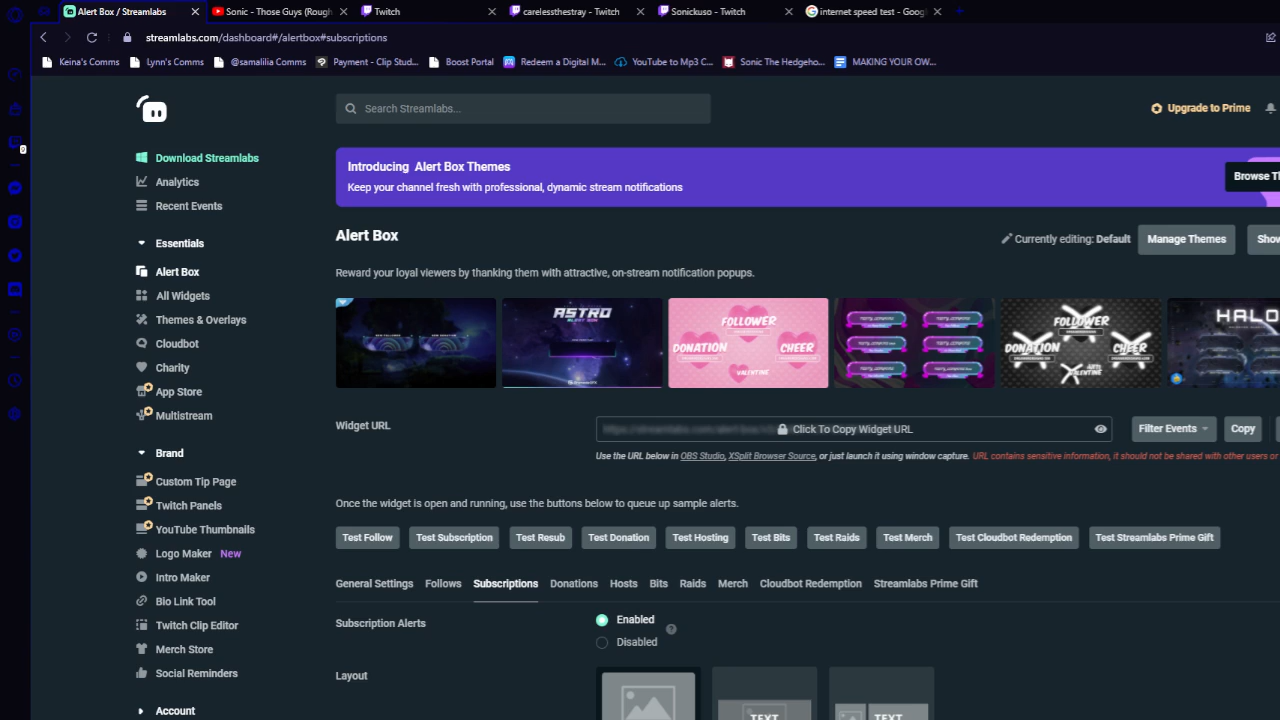 Alert Box / Streamlabs
Sonic - Those Guys (Rough
Twitch
carelessthestray - Twitch
Sonickuso - Twitch
internet speed test - Goog
streamlabs.com/dashboard#/alertbox#subscriptions
Keina's Comms
Lynn's Comms
@samalilia Comms
Payment - Clip Stud...
Boost Portal
Redeem a Digital M...
YouTube to Mp3 C...
Sonic The Hedgeho...
MAKING YOUR OW...
Search Streamlabs...
Upgrade to Prime
0
Download Streamlabs
Analytics
Recent Events
Essentials
Alert Box
All Widgets
Themes & Overlays
Cloudbot
Charity
App Store
Multistream
Brand
Custom Tip Page
Twitch Panels
YouTube Thumbnails
Logo Maker New
Intro Maker
Bio Link Tool
Twitch Clip Editor
Merch Store
Social Reminders
Account
Introducing Alert Box Themes
Keep your channel fresh with professional, dynamic stream notifications
Browse Th
Alert Box
Currently editing: Default
Manage Themes
Show
Reward your loyal viewers by thanking them with attractive, on-stream notification popups.
ASTRO
FOLLOWER
DONATION
CHEER
VALENTINE
FOLLOWER
DONATION
CHEER
VALENTINE
HALO
Widget URL
Click To Copy Widget URL
Filter Events
Copy
Use the URL below in OBS Studio, XSplit Browser Source, or just launch it using window capture. URL contains sensitive information, it should not be shared with other users or
Once the widget is open and running, use the buttons below to queue up sample alerts.
Test Follow
Test Subscription
Test Resub
Test Donation
Test Hosting
Test Bits
Test Raids
Test Merch
Test Cloudbot Redemption
Test Streamlabs Prime Gift
General Settings
Follows
Subscriptions
Donations
Hosts
Bits
Raids
Merch
Cloudbot Redemption
Streamlabs Prime Gift
Subscription Alerts
Enabled
?
Disabled
Layout
TEXT
TEXT